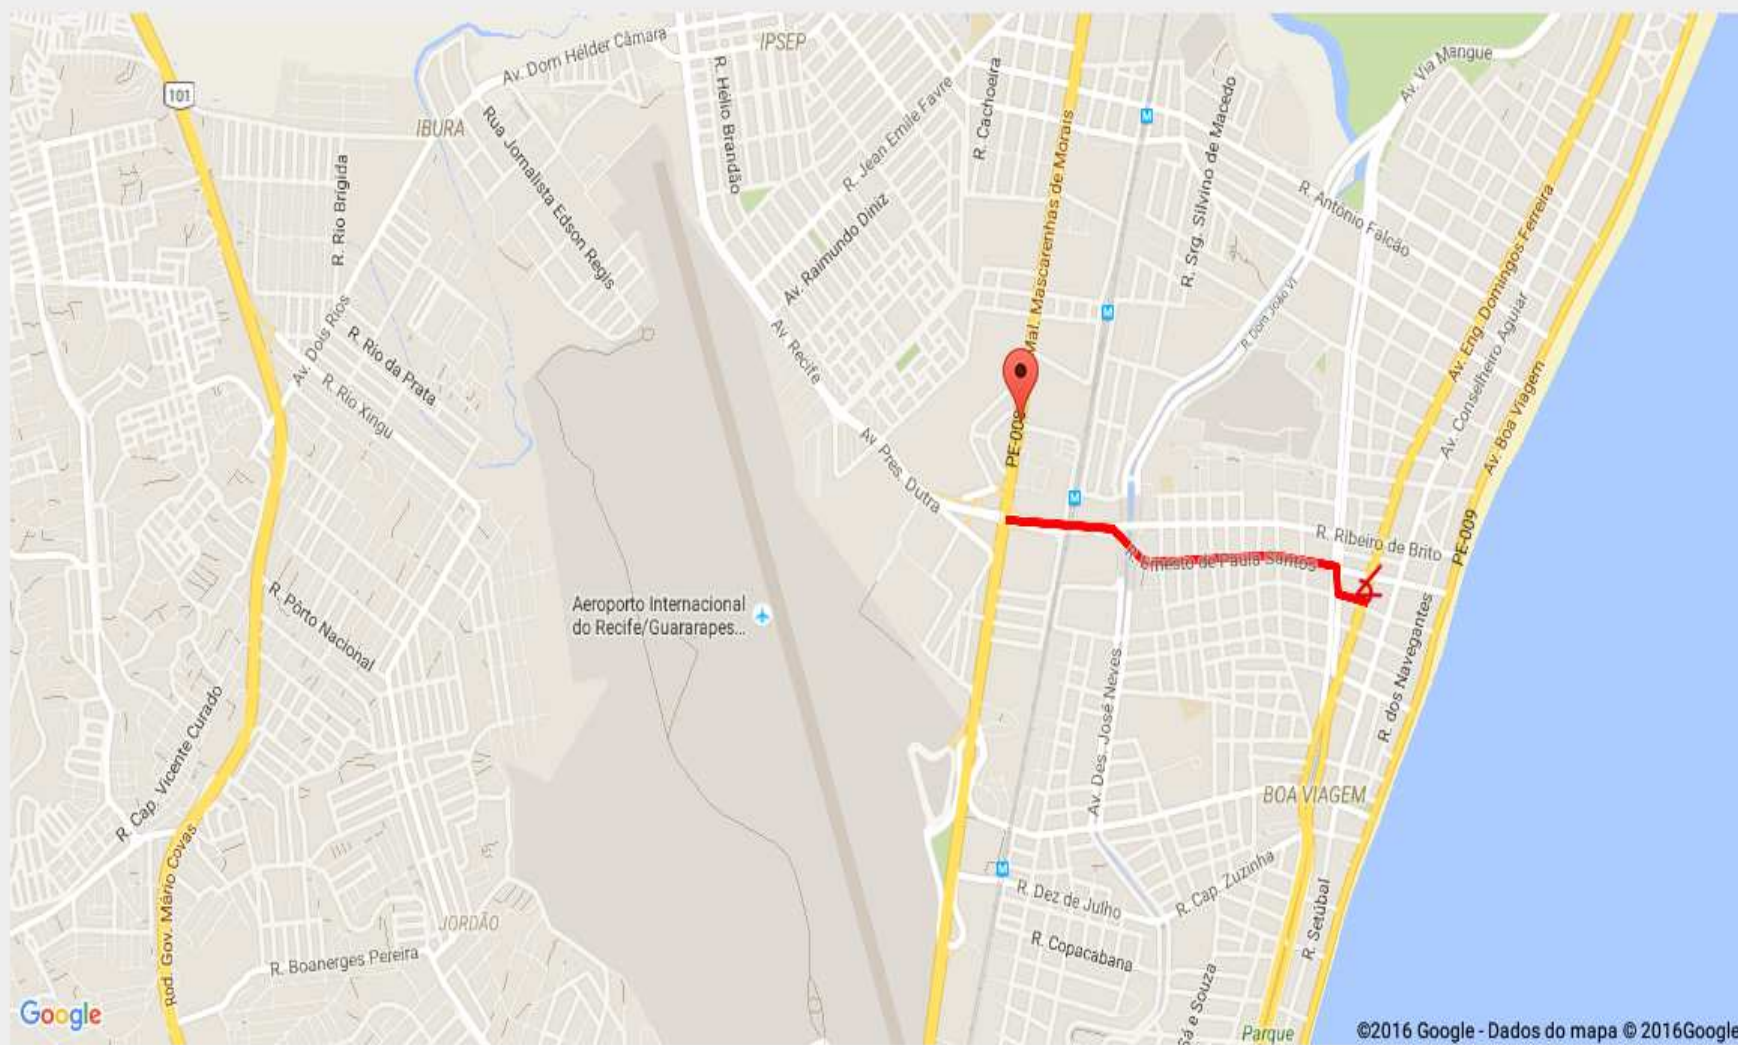 101
Av. Dom Hélder Câmara
IPSEP
IBURA
R. Hélio Brandão
R. Jean Emile Favre
R. Cachoeira
Mal. Mascarenhas de Morais
M
R. Srg. Silvino de Macedo
Av. Via Mangue
R. Antônio Falcão
Rua Jornalista Edson Regis
R. Rio Brígida
Av. Raimundo Diniz
Av. Dois Rios
R. Rio da Prata
R. Rio Xingu
Av. Recife
M
R. Dom João VI
Av. Eng. Domingos Ferreira
Av. Conselheiro Aguiar
Av. Boa Viagem
PE-008
Av. Pres. Dutra
M
R. Ribeiro de Brito
PE-009
R. Ernesto de Paula Santos
Aeroporto Internacional
do Recife/Guararapes...
R. Porto Nacional
R. dos Navegantes
Av. Des. José Neves
R. Cap. Vicente Curado
BOA VIAGEM
Rod. Gov. Mário Covas
M
R. Dez de Julho
R. Cap. Zuzinha
R. Setúbal
JORDÃO
R. Copacabana
R. Boanerges Pereira
Sá e Souza
Google
Parque
©2016 Google - Dados do mapa © 2016Google